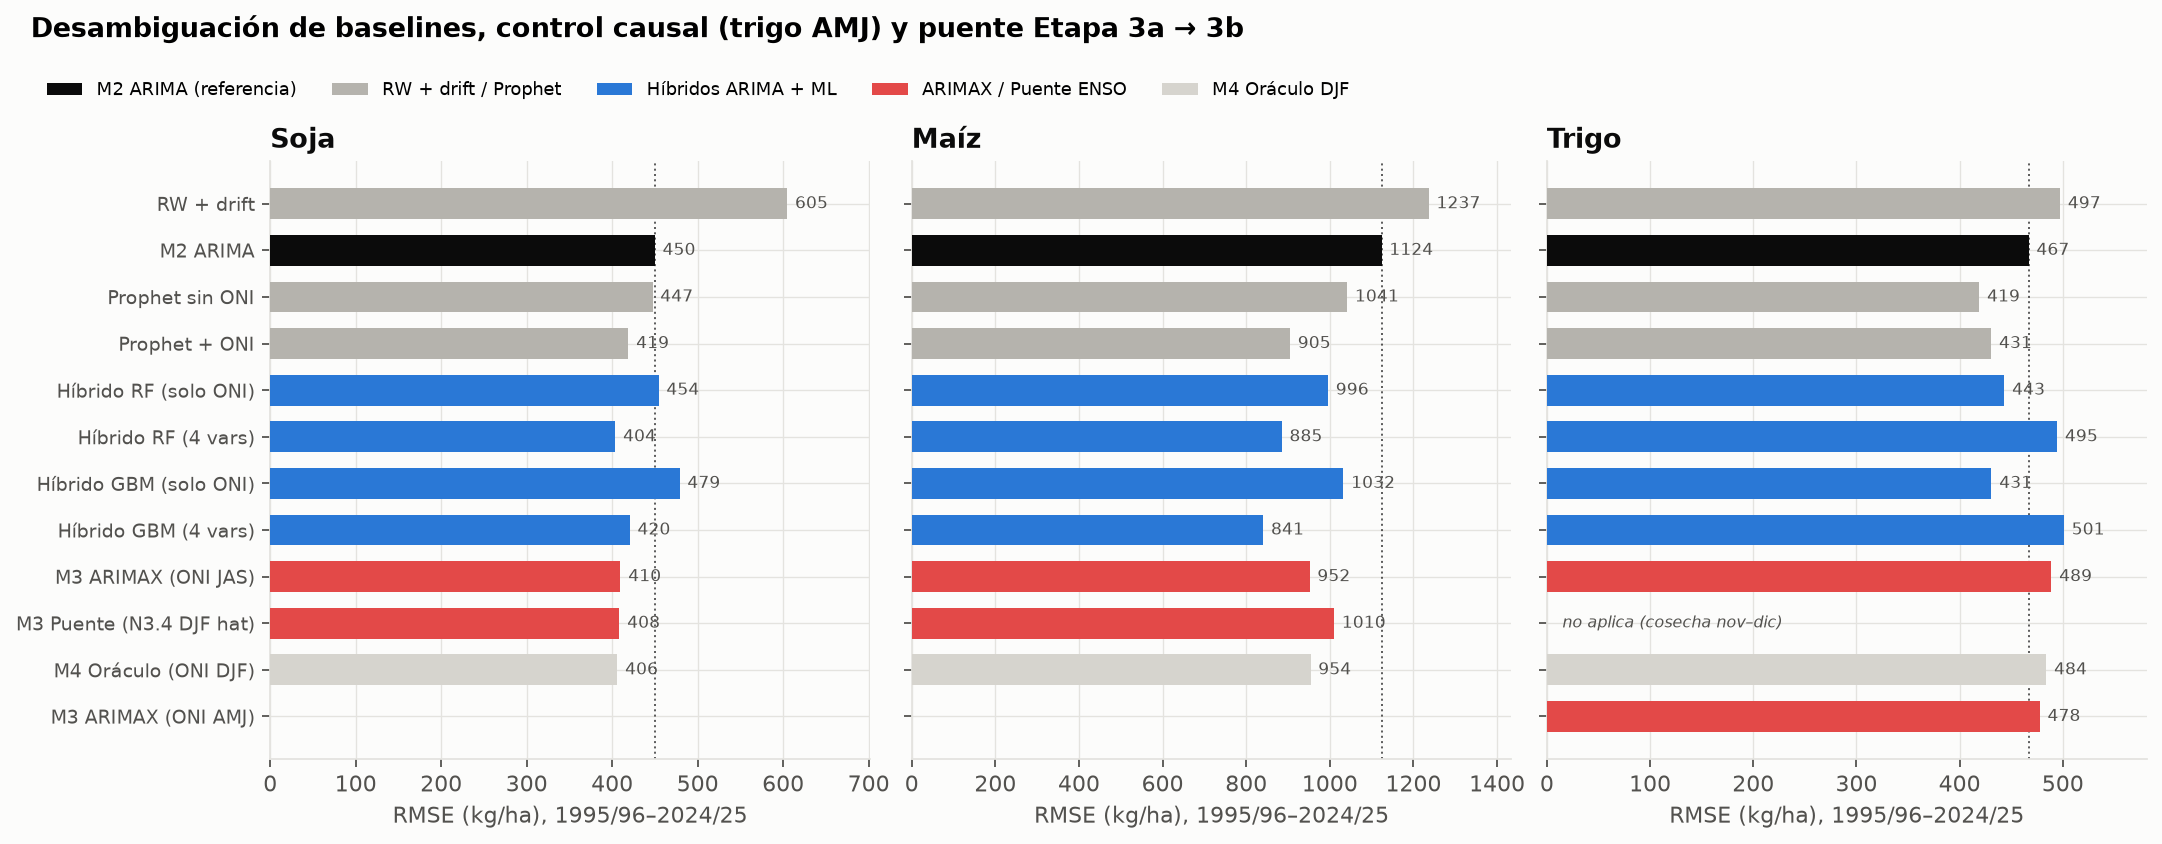 Desambiguación de baselines, control causal (trigo AMJ) y puente Etapa 3a → 3b
M2 ARIMA (referencia)
RW + drift / Prophet
Híbridos ARIMA + ML
ARIMAX / Puente ENSO
M4 Oráculo DJF
Soja
Maíz
Trigo
RW + drift 605 1237 497
M2 ARIMA 450 1124 467
Prophet sin ONI 447 1041 419
Prophet + ONI 419 905 431
Híbrido RF (solo ONI) 454 996 443
Híbrido RF (4 vars) 404 885 495
Híbrido GBM (solo ONI) 479 1032 431
Híbrido GBM (4 vars) 420 841 501
M3 ARIMAX (ONI JAS) 410 952 489
M3 Puente (N3.4 DJF hat) 408 1010 no aplica (cosecha nov–dic)
M4 Oráculo (ONI DJF) 406 954 484
M3 ARIMAX (ONI AMJ) 478
0 100 200 300 400 500 600 700
0 200 400 600 800 1000 1200 1400
0 100 200 300 400 500
RMSE (kg/ha), 1995/96–2024/25
RMSE (kg/ha), 1995/96–2024/25
RMSE (kg/ha), 1995/96–2024/25